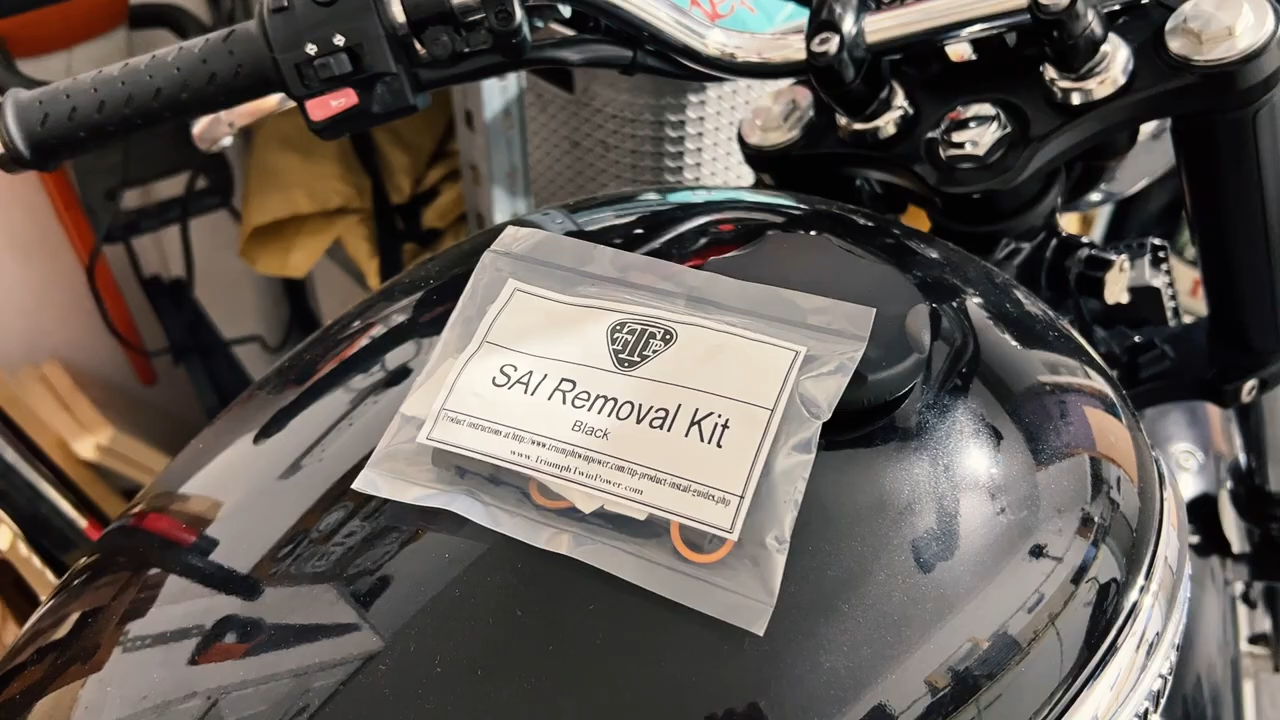 TTP
SAI Removal Kit
Black
Product instructions at http://www.triumphtwinpower.com/ttp-product-install-guides.php
www.TriumphTwinPower.com